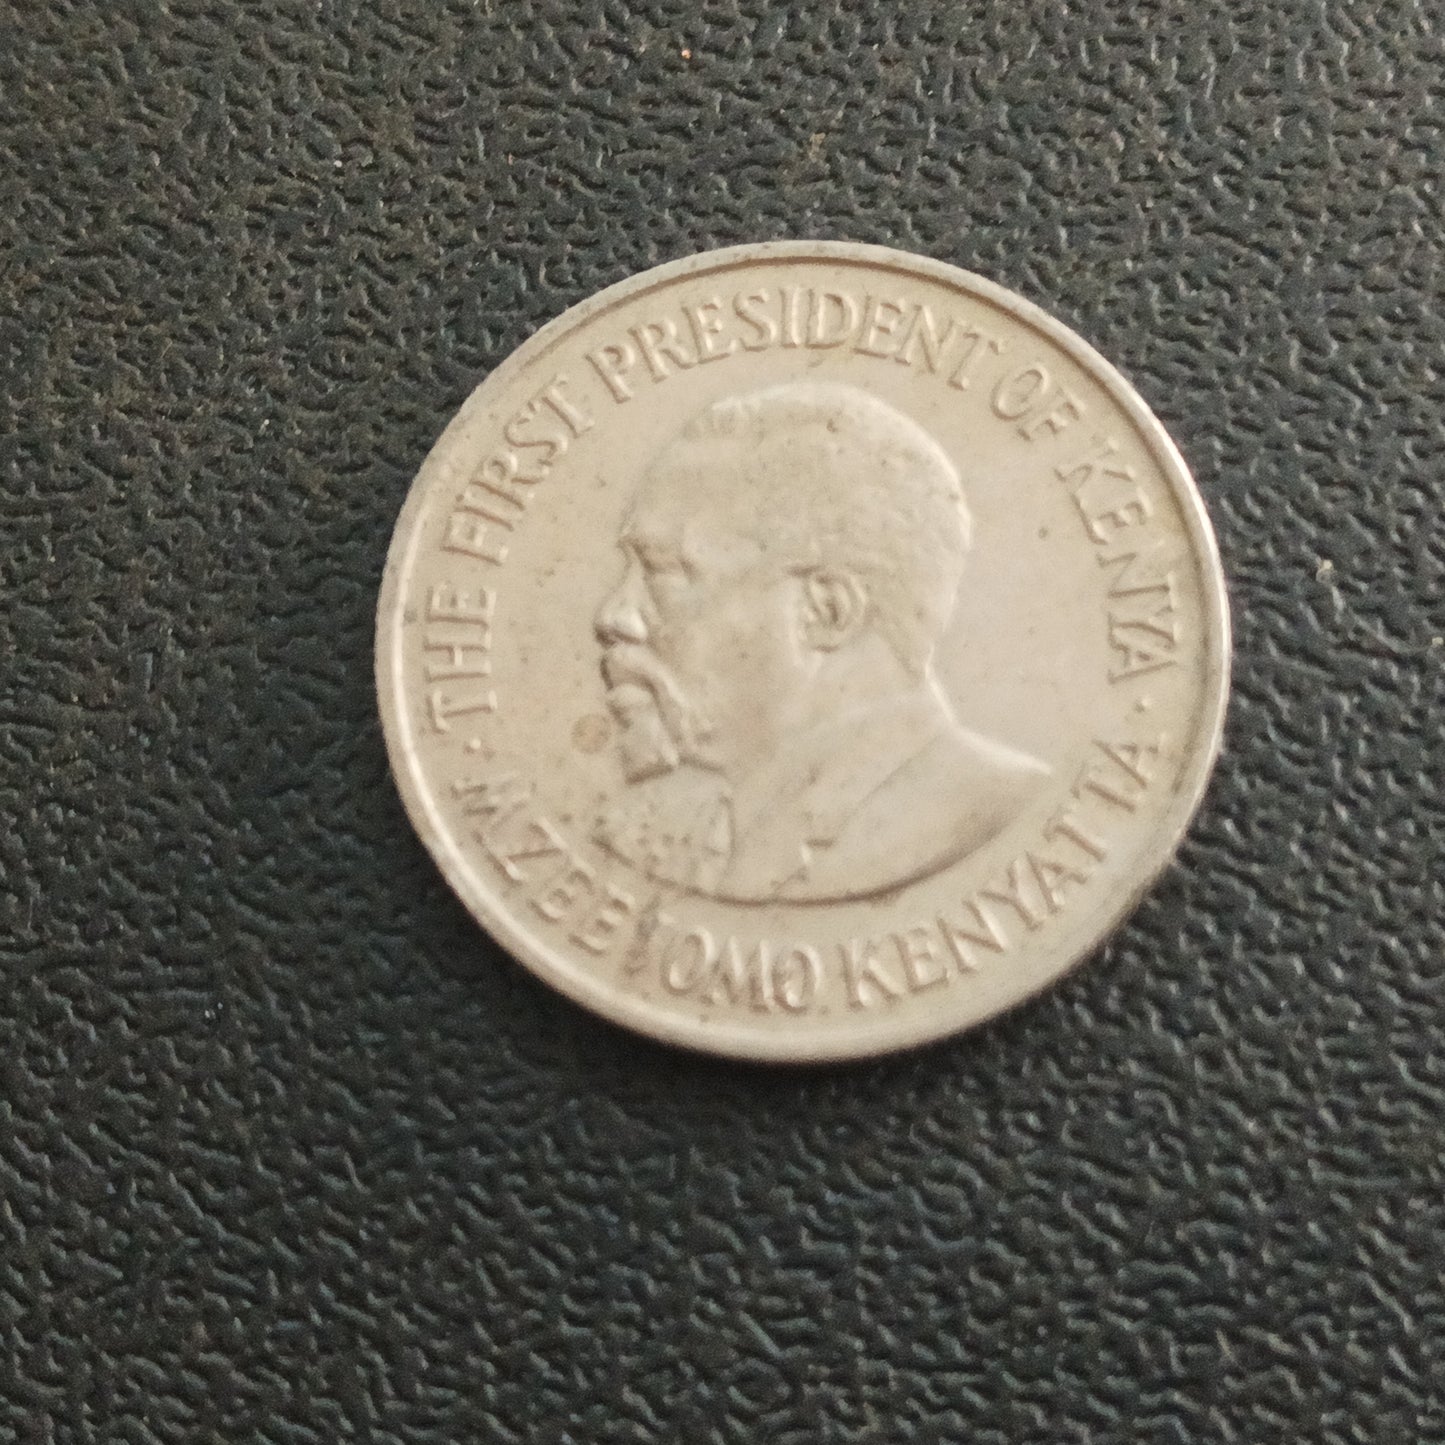 · THE FIRST PRESIDENT OF KENYA ·
MZEE JOMO KENYATTA